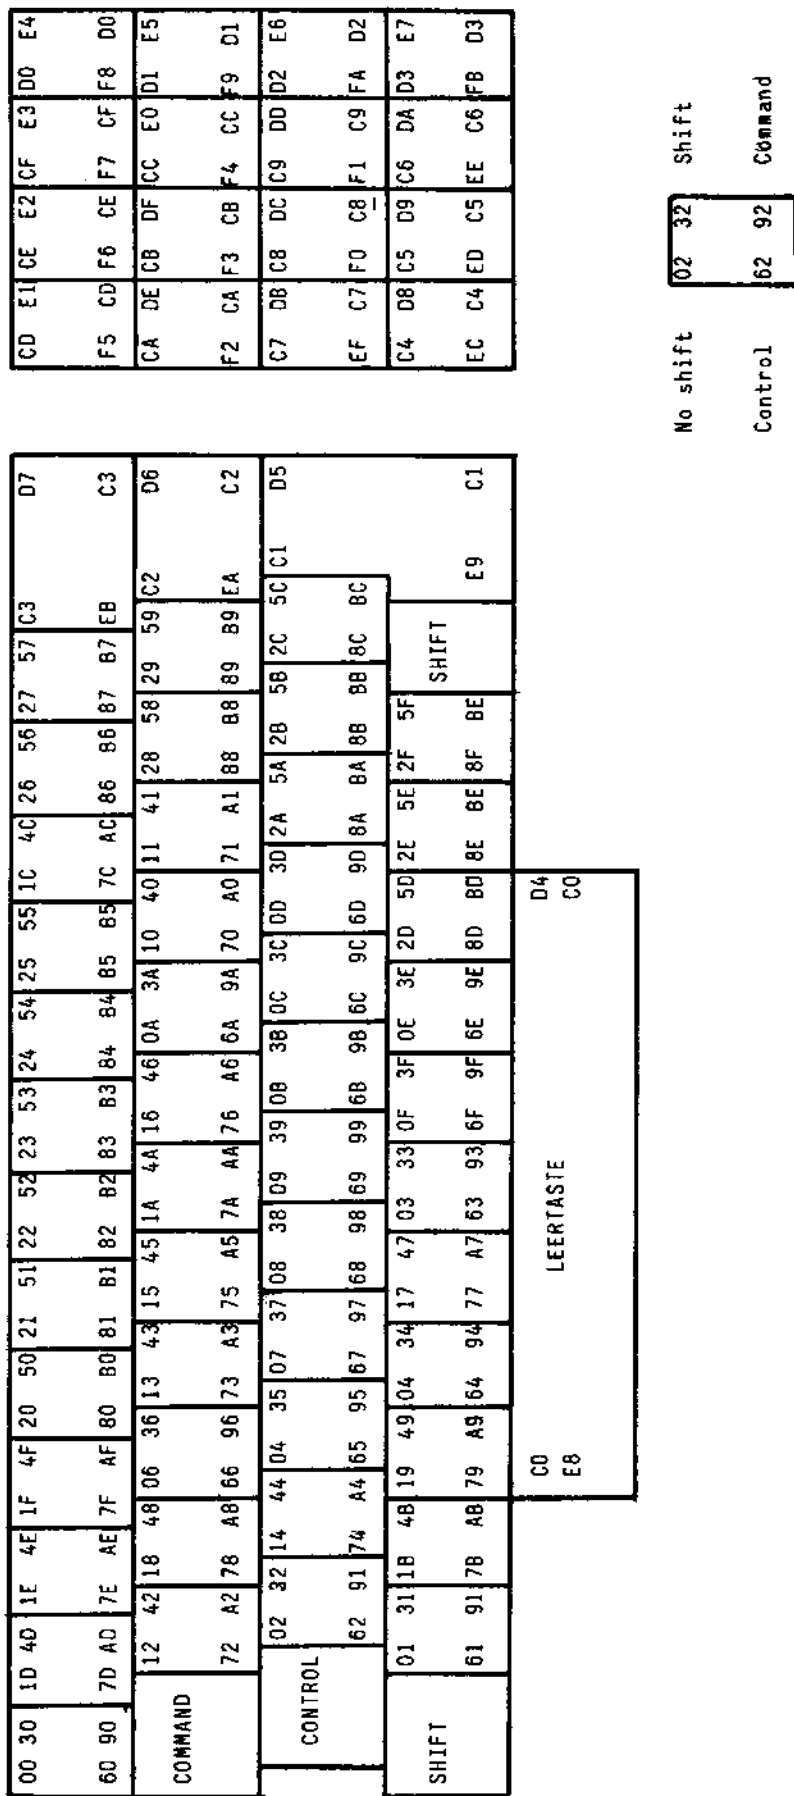 00 30 1D 4D 1E 4E 1F 4F 20 50 21 51 22 52 23 53 24 54 25 55 1C 4C 26 56 27 57 C3 D7 CD E1 CE E2 CF E3 D0 E4
60 90 7D AD 7E AE 7F AF 80 B0 81 B1 82 B2 83 B3 84 B4 B5 B5 7C AC 86 B6 87 B7 EB C3 F5 CD F6 CE F7 CF F8 D0
12 42 18 48 06 36 13 43 15 45 1A 4A 16 46 0A 3A 10 40 11 41 28 58 29 59 C2 D6 CA DE CB DF CC E0 D1 E5
COMMAND
72 A2 78 A8 66 96 73 A3 75 A5 7A AA 76 A6 6A 9A 70 A0 71 A1 88 B8 89 B9 EA C2 F2 CA F3 CB F4 CC F9 D1
02 32 14 44 04 35 07 37 08 38 09 39 0B 3B 0C 3C 0D 3D 2A 5A 2B 5B 2C 5C C1 D5 C7 DB C8 DC C9 DD D2 E6
CONTROL
62 91 74 A4 65 95 67 97 68 98 69 99 6B 9B 6C 9C 6D 9D 8A BA 8B BB 8C BC EF C7 F0 C8 F1 C9 FA D2
01 31 1B 4B 19 49 04 34 17 47 03 33 0F 3F 0E 3E 2D 5D 2E 5E 2F 5F C4 D8 C5 D9 C6 DA D3 E7
SHIFT SHIFT
61 91 7B AB 79 A9 64 94 77 A7 63 93 6F 9F 6E 9E 8D BD 8E BE 8F BE E9 C1 EC C4 ED C5 EE C6 FB D3
C0 D4
LEERTASTE
E8 C0
No shift 02 32 Shift
Control 62 92 Command